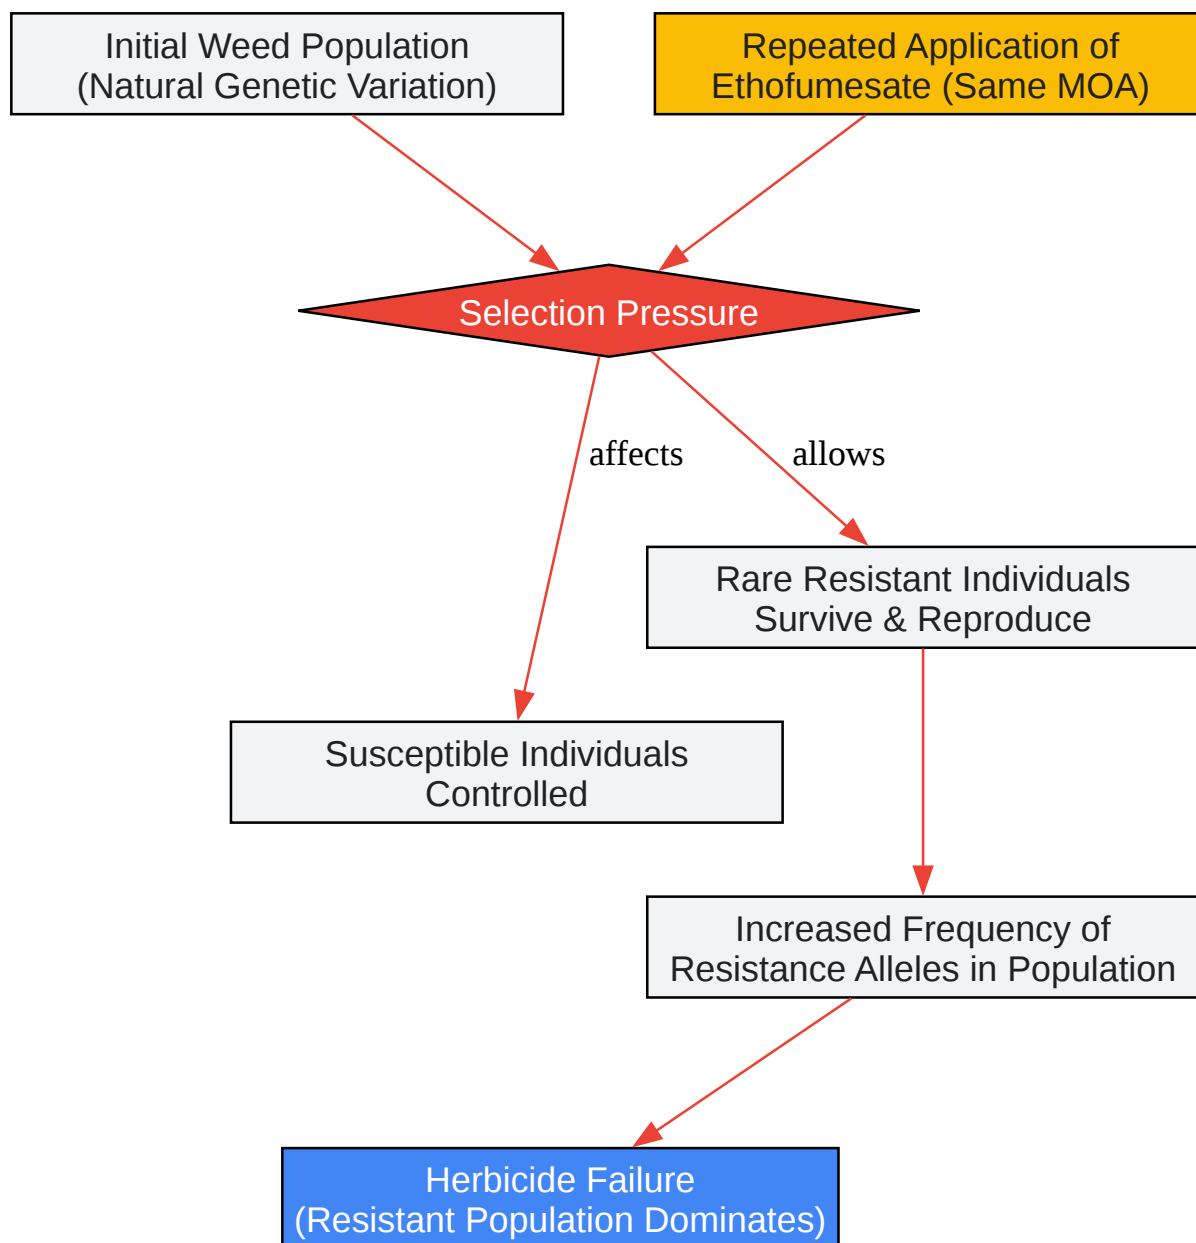 Initial Weed Population
(Natural Genetic Variation)
Repeated Application of
Ethofumesate (Same MOA)
Selection Pressure
affects
allows
Rare Resistant Individuals
Survive & Reproduce
Susceptible Individuals
Controlled
Increased Frequency of
Resistance Alleles in Population
Herbicide Failure
(Resistant Population Dominates)